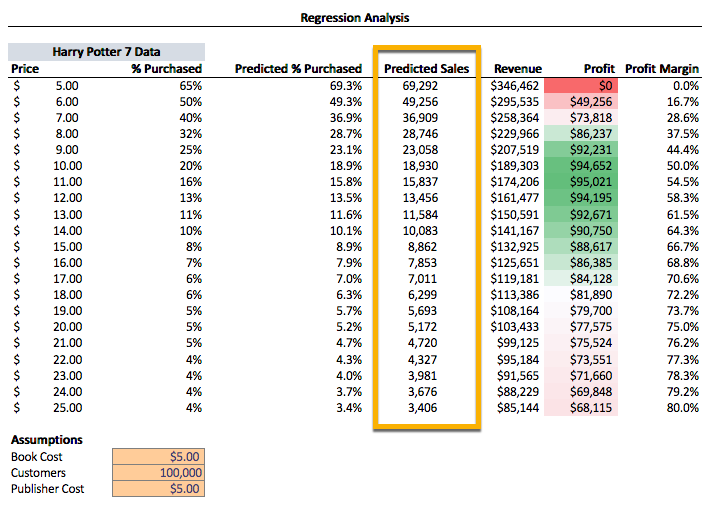 Regression Analysis
Harry Potter 7 Data
Price % Purchased Predicted % Purchased Predicted Sales Revenue Profit Profit Margin
$ 5.00 65% 69.3% 69,292 $346,462 $0 0.0%
$ 6.00 50% 49.3% 49,256 $295,535 $49,256 16.7%
$ 7.00 40% 36.9% 36,909 $258,364 $73,818 28.6%
$ 8.00 32% 28.7% 28,746 $229,966 $86,237 37.5%
$ 9.00 25% 23.1% 23,058 $207,519 $92,231 44.4%
$ 10.00 20% 18.9% 18,930 $189,303 $94,652 50.0%
$ 11.00 16% 15.8% 15,837 $174,206 $95,021 54.5%
$ 12.00 13% 13.5% 13,456 $161,477 $94,195 58.3%
$ 13.00 11% 11.6% 11,584 $150,591 $92,671 61.5%
$ 14.00 10% 10.1% 10,083 $141,167 $90,750 64.3%
$ 15.00 8% 8.9% 8,862 $132,925 $88,617 66.7%
$ 16.00 7% 7.9% 7,853 $125,651 $86,385 68.8%
$ 17.00 6% 7.0% 7,011 $119,181 $84,128 70.6%
$ 18.00 6% 6.3% 6,299 $113,386 $81,890 72.2%
$ 19.00 5% 5.7% 5,693 $108,164 $79,700 73.7%
$ 20.00 5% 5.2% 5,172 $103,433 $77,575 75.0%
$ 21.00 5% 4.7% 4,720 $99,125 $75,524 76.2%
$ 22.00 4% 4.3% 4,327 $95,184 $73,551 77.3%
$ 23.00 4% 4.0% 3,981 $91,565 $71,660 78.3%
$ 24.00 4% 3.7% 3,676 $88,229 $69,848 79.2%
$ 25.00 4% 3.4% 3,406 $85,144 $68,115 80.0%
Assumptions
Book Cost $5.00
Customers 100,000
Publisher Cost $5.00